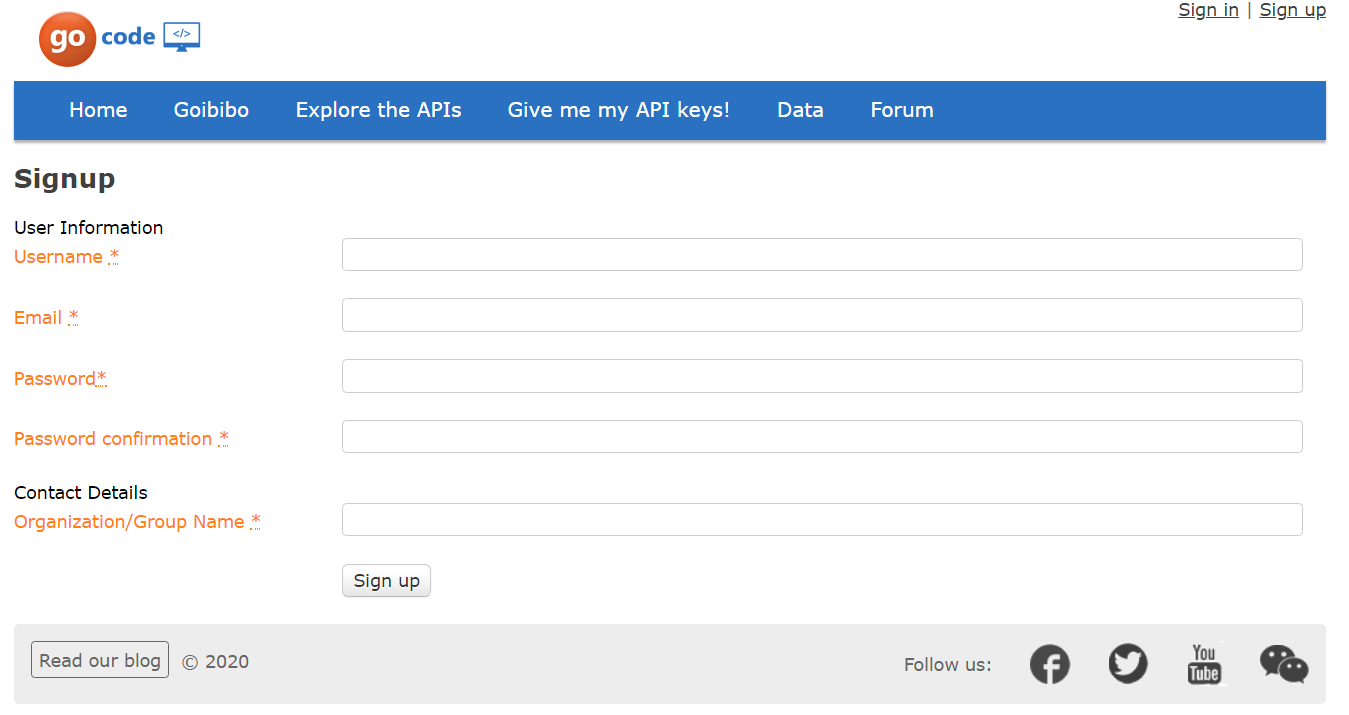 Sign in | Sign up
go code </>
Home Goibibo Explore the APIs Give me my API keys! Data Forum
Signup
User Information
Username *
Email *
Password*
Password confirmation *
Contact Details
Organization/Group Name *
Sign up
Read our blog © 2020 Follow us: You Tube